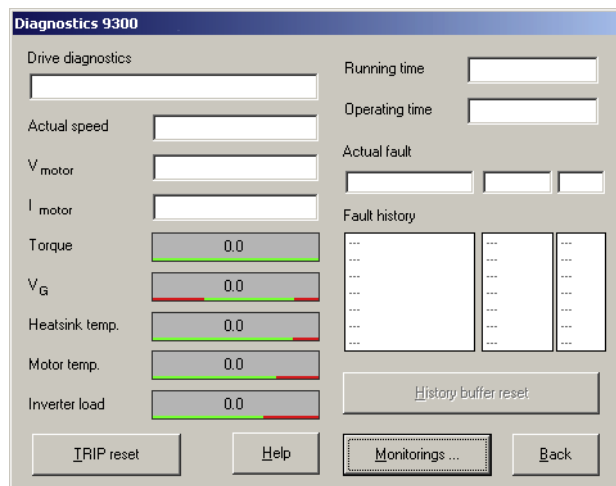 Diagnostics 9300
Drive diagnostics
Actual speed
V motor
I motor
Torque 0.0
VG 0.0
Heatsink temp. 0.0
Motor temp. 0.0
Inverter load 0.0
TRIP reset
Help
Running time
Operating time
Actual fault
Fault history
--- --- ---
--- --- ---
--- --- ---
--- --- ---
--- --- ---
--- --- ---
--- --- ---
--- --- ---
History buffer reset
Monitorings ...
Back